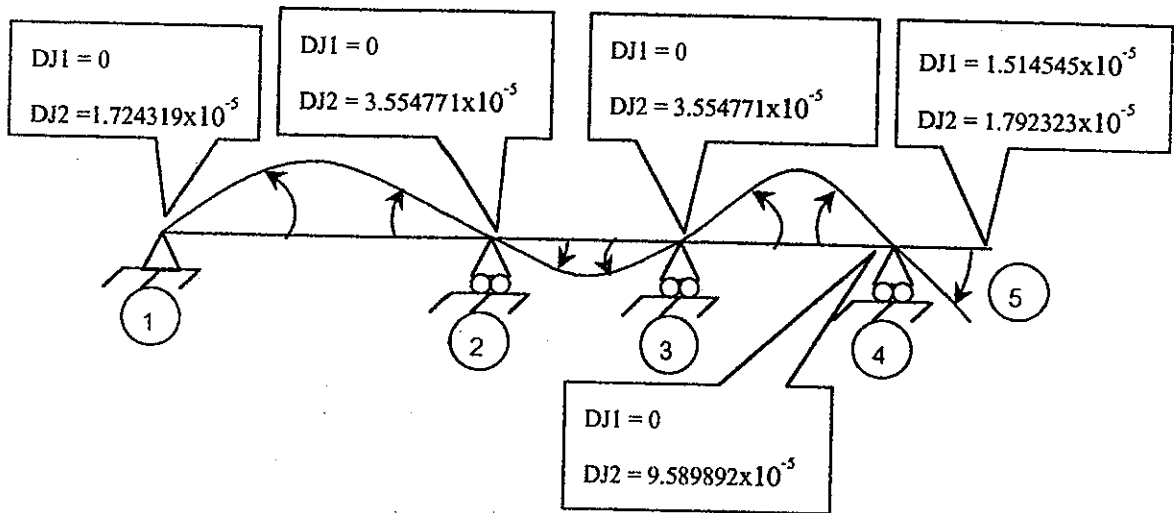 DJ1 = 0
DJ2 =1.724319x10⁻⁵
DJ1 = 0
DJ2 = 3.554771x10⁻⁵
DJ1 = 0
DJ2 = 3.554771x10⁻⁵
DJ1 = 1.514545x10⁻⁵
DJ2 = 1.792323x10⁻⁵
1
2
3
4
5
DJ1 = 0
DJ2 = 9.589892x10⁻⁵